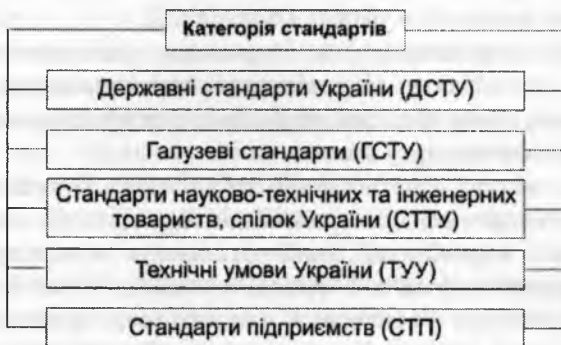 Категорія стандартів
Державні стандарти України (ДСТУ)
Галузеві стандарти (ГСТУ)
Стандарти науково-технічних та інженерних
товариств, спілок України (СТТУ)
Технічні умови України (ТУУ)
Стандарти підприємств (СТП)